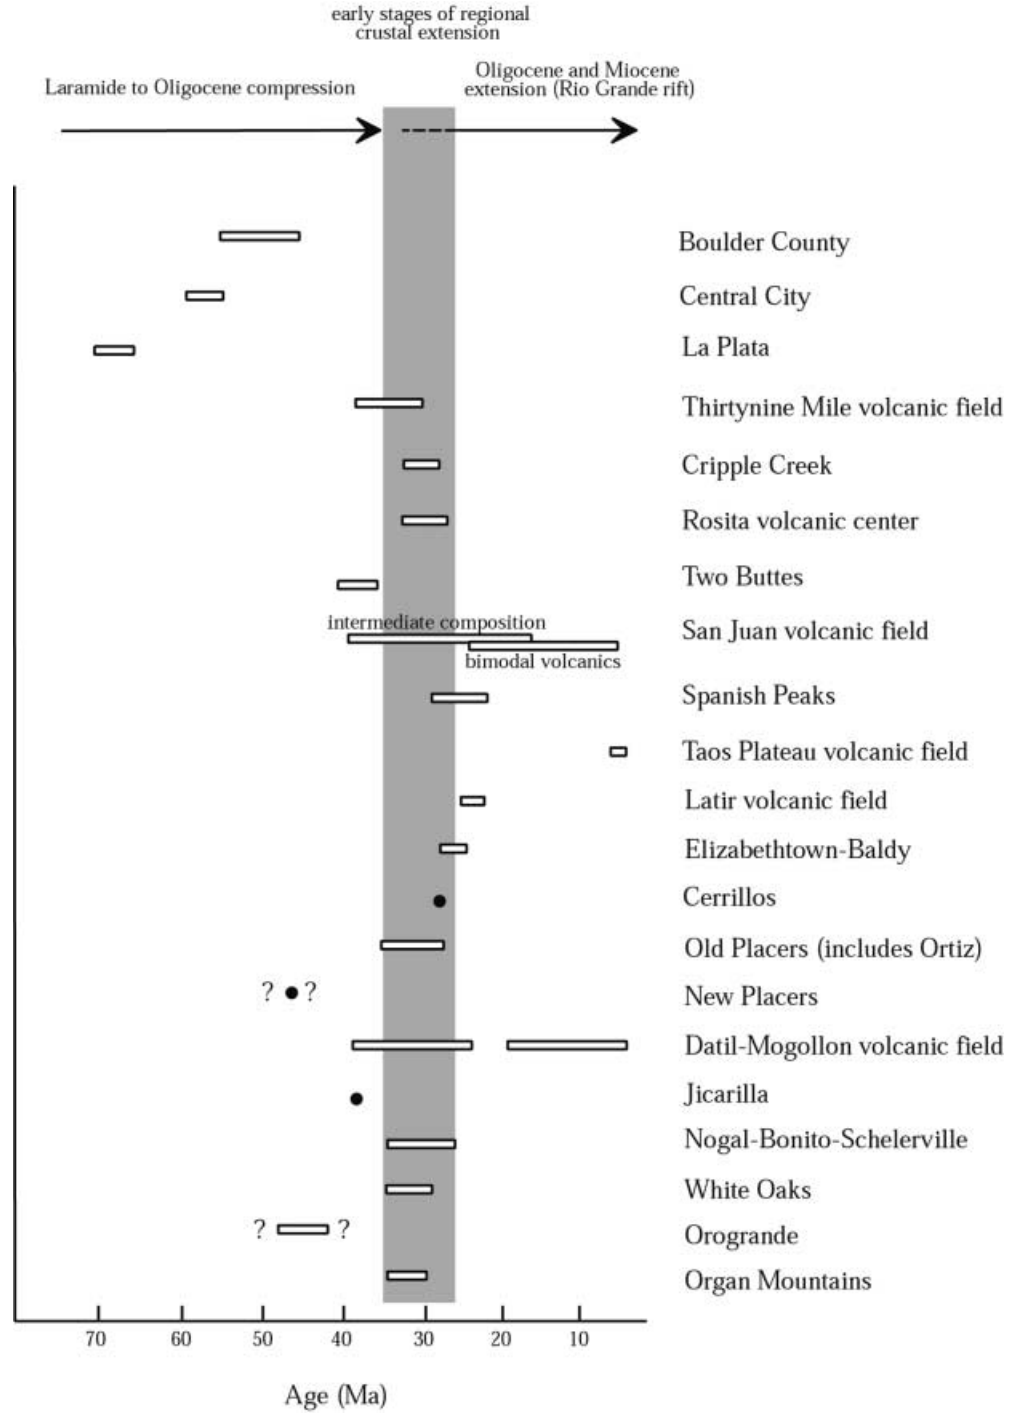 early stages of regional
crustal extension
Laramide to Oligocene compression
Oligocene and Miocene
extension (Rio Grande rift)
Boulder County
Central City
La Plata
Thirtynine Mile volcanic field
Cripple Creek
Rosita volcanic center
Two Buttes
intermediate composition
San Juan volcanic field
bimodal volcanics
Spanish Peaks
Taos Plateau volcanic field
Latir volcanic field
Elizabethtown-Baldy
Cerrillos
Old Placers (includes Ortiz)
? ? New Placers
Datil-Mogollon volcanic field
Jicarilla
Nogal-Bonito-Schelerville
White Oaks
? ? Orogrande
Organ Mountains
70 60 50 40 30 20 10
Age (Ma)